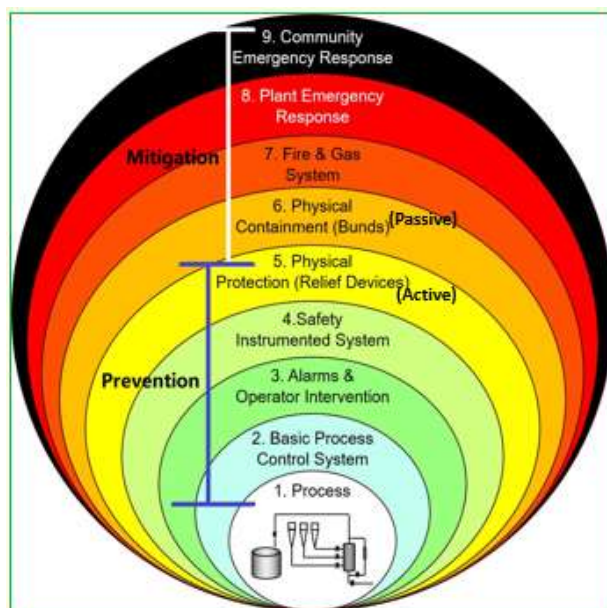 9. Community
Emergency Response
8. Plant Emergency
Response
Mitigation
7. Fire & Gas
System
6. Physical
Containment (Bunds)
(Passive)
5. Physical
Protection (Relief Devices)
(Active)
4.Safety
Instrumented System
Prevention
3. Alarms &
Operator Intervention
2. Basic Process
Control System
1. Process